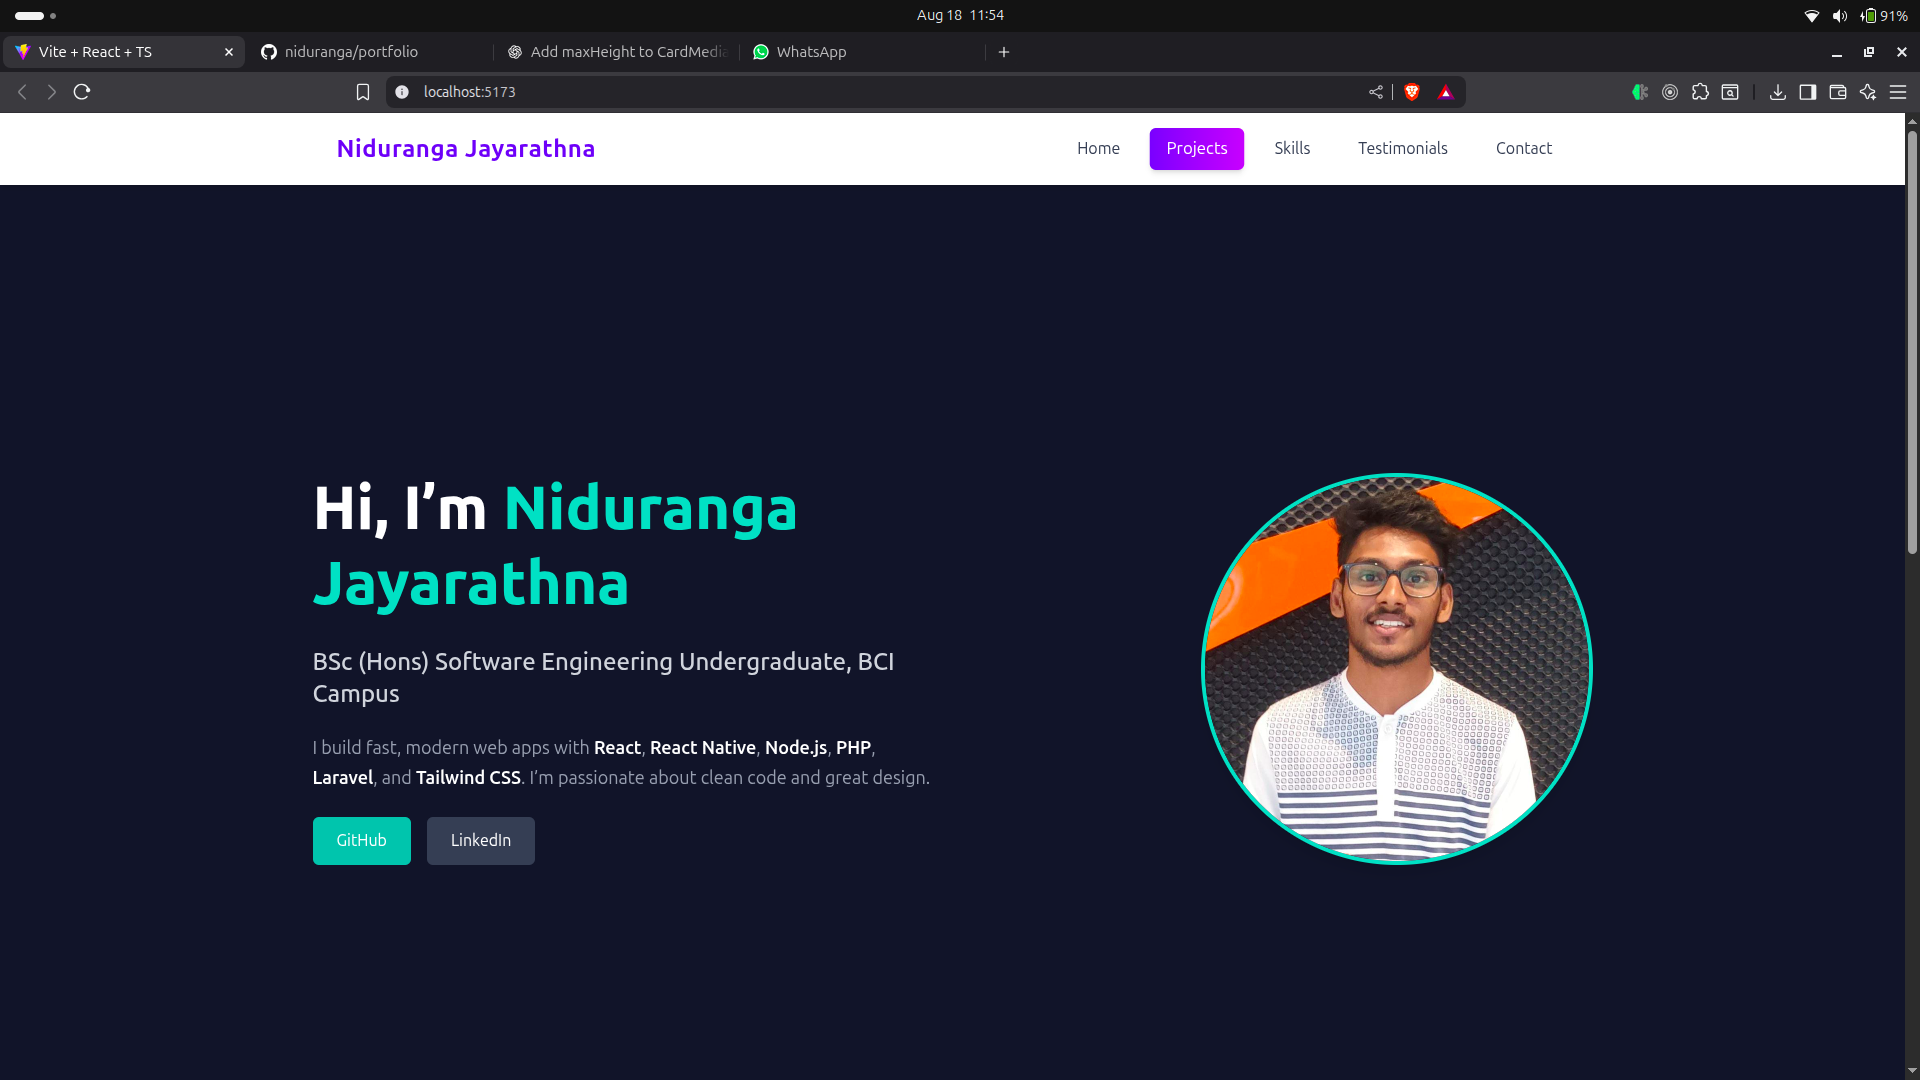 Aug 18 11:54
91%
Vite + React + TS
niduranga/portfolio
Add maxHeight to CardMedia
WhatsApp
localhost:5173
Niduranga Jayarathna
Home
Projects
Skills
Testimonials
Contact
Hi, I’m Niduranga
Jayarathna
BSc (Hons) Software Engineering Undergraduate, BCI
Campus
I build fast, modern web apps with React, React Native, Node.js, PHP,
Laravel, and Tailwind CSS. I’m passionate about clean code and great design.
GitHub
LinkedIn